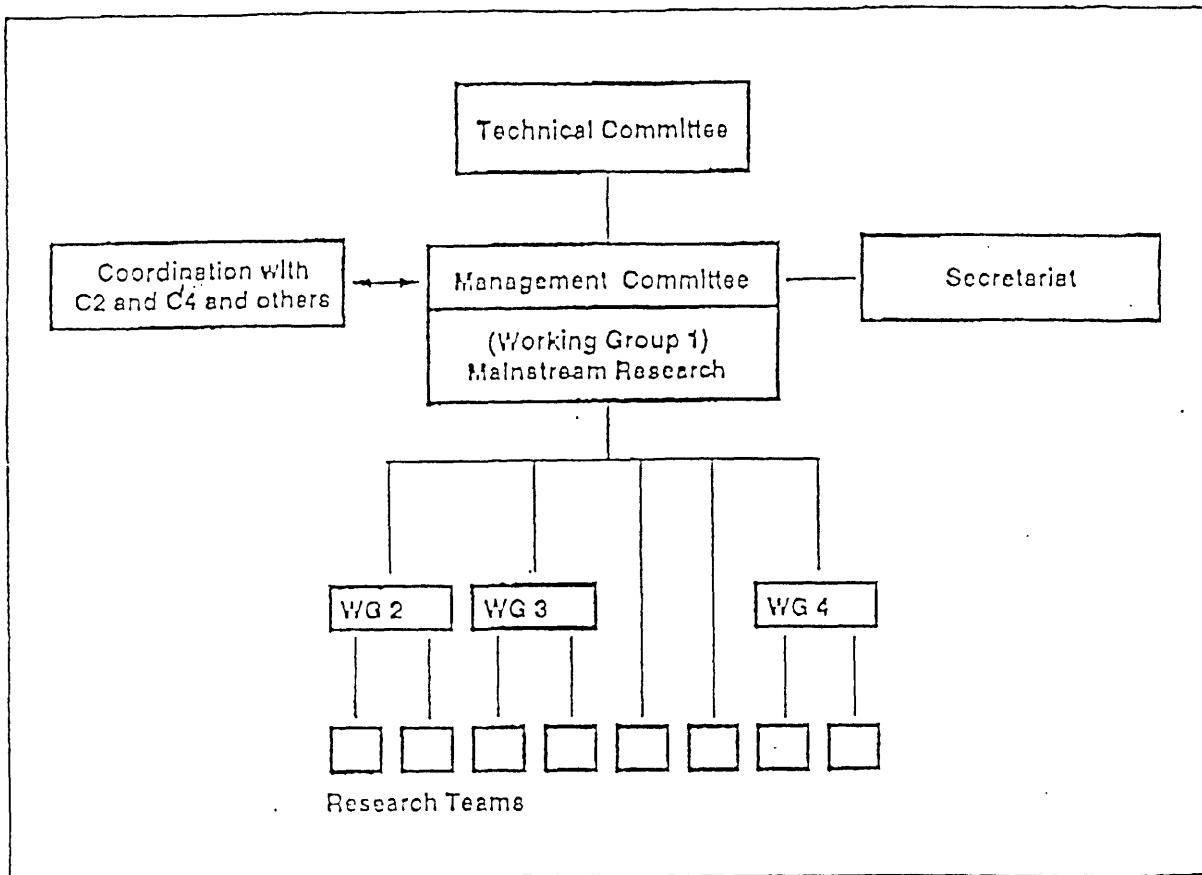 Technical Committee
Coordination with
C2 and C4 and others
Management Committee
Secretariat
(Working Group 1)
Mainstream Research
WG 2
WG 3
WG 4
Research Teams